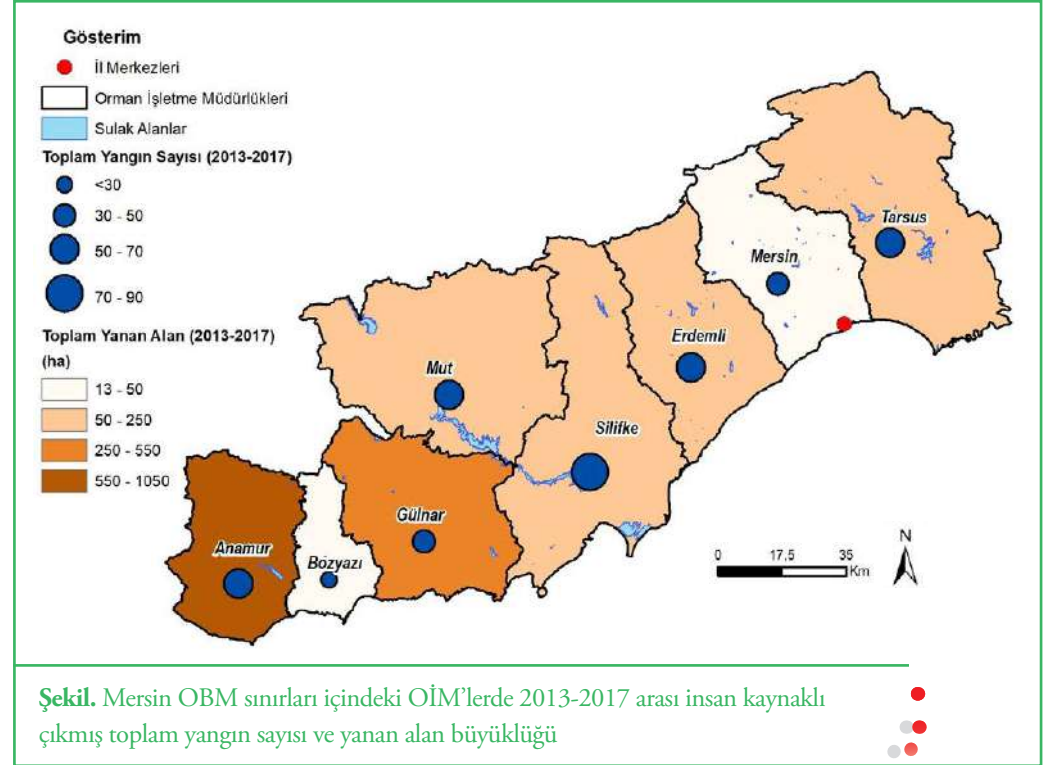 Gösterim
İl Merkezleri
Orman İşletme Müdürlükleri
Sulak Alanlar
Toplam Yangın Sayısı (2013-2017)
<30
30 - 50
50 - 70
70 - 90
Toplam Yanan Alan (2013-2017)
(ha)
13 - 50
50 - 250
250 - 550
550 - 1050
Tarsus
Mersin
Erdemli
Mut
Silifke
Gülnar
Anamur
Bozyazı
N
0 17,5 35
Km
Şekil. Mersin OBM sınırları içindeki OİM’lerde 2013-2017 arası insan kaynaklı
çıkmış toplam yangın sayısı ve yanan alan büyüklüğü